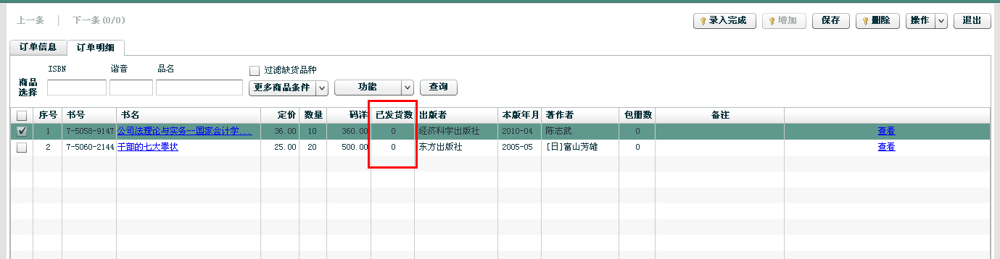 上一条 | 下一条 (0/0) 录入完成 增加 保存 删除 操作 退出
订单信息 订单明细
ISBN 谐音 品名 过滤缺货品种
商品选择 更多商品条件 功能 查询
序号 书号 书名 定价 数量 码洋 已发货数 出版者 本版年月 著作者 包册数 备注
1 7-5058-9147 公司法理论与实务--国家会计学... 36.00 10 360.00 0 经济科学出版社 2010-04 陈志武 0 查看
2 7-5060-2144 干部的七大罪状 25.00 20 500.00 0 东方出版社 2005-05 [日]富山芳雄 0 查看